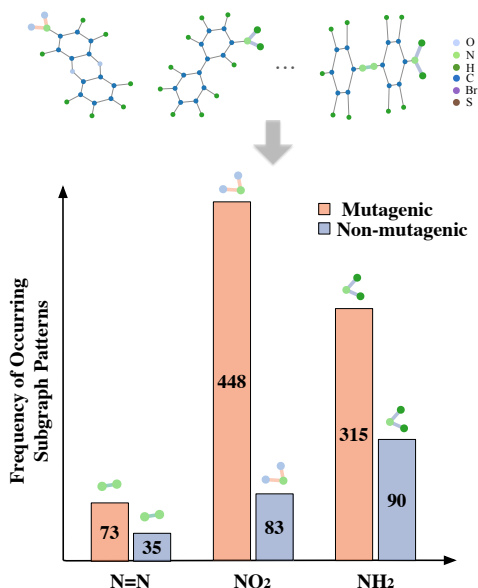 O
N
H
C
Br
S
...
Mutagenic
Non-mutagenic
Frequency of Occurring
Subgraph Patterns
448
315
90
83
73
35
N=N
NO2
NH2